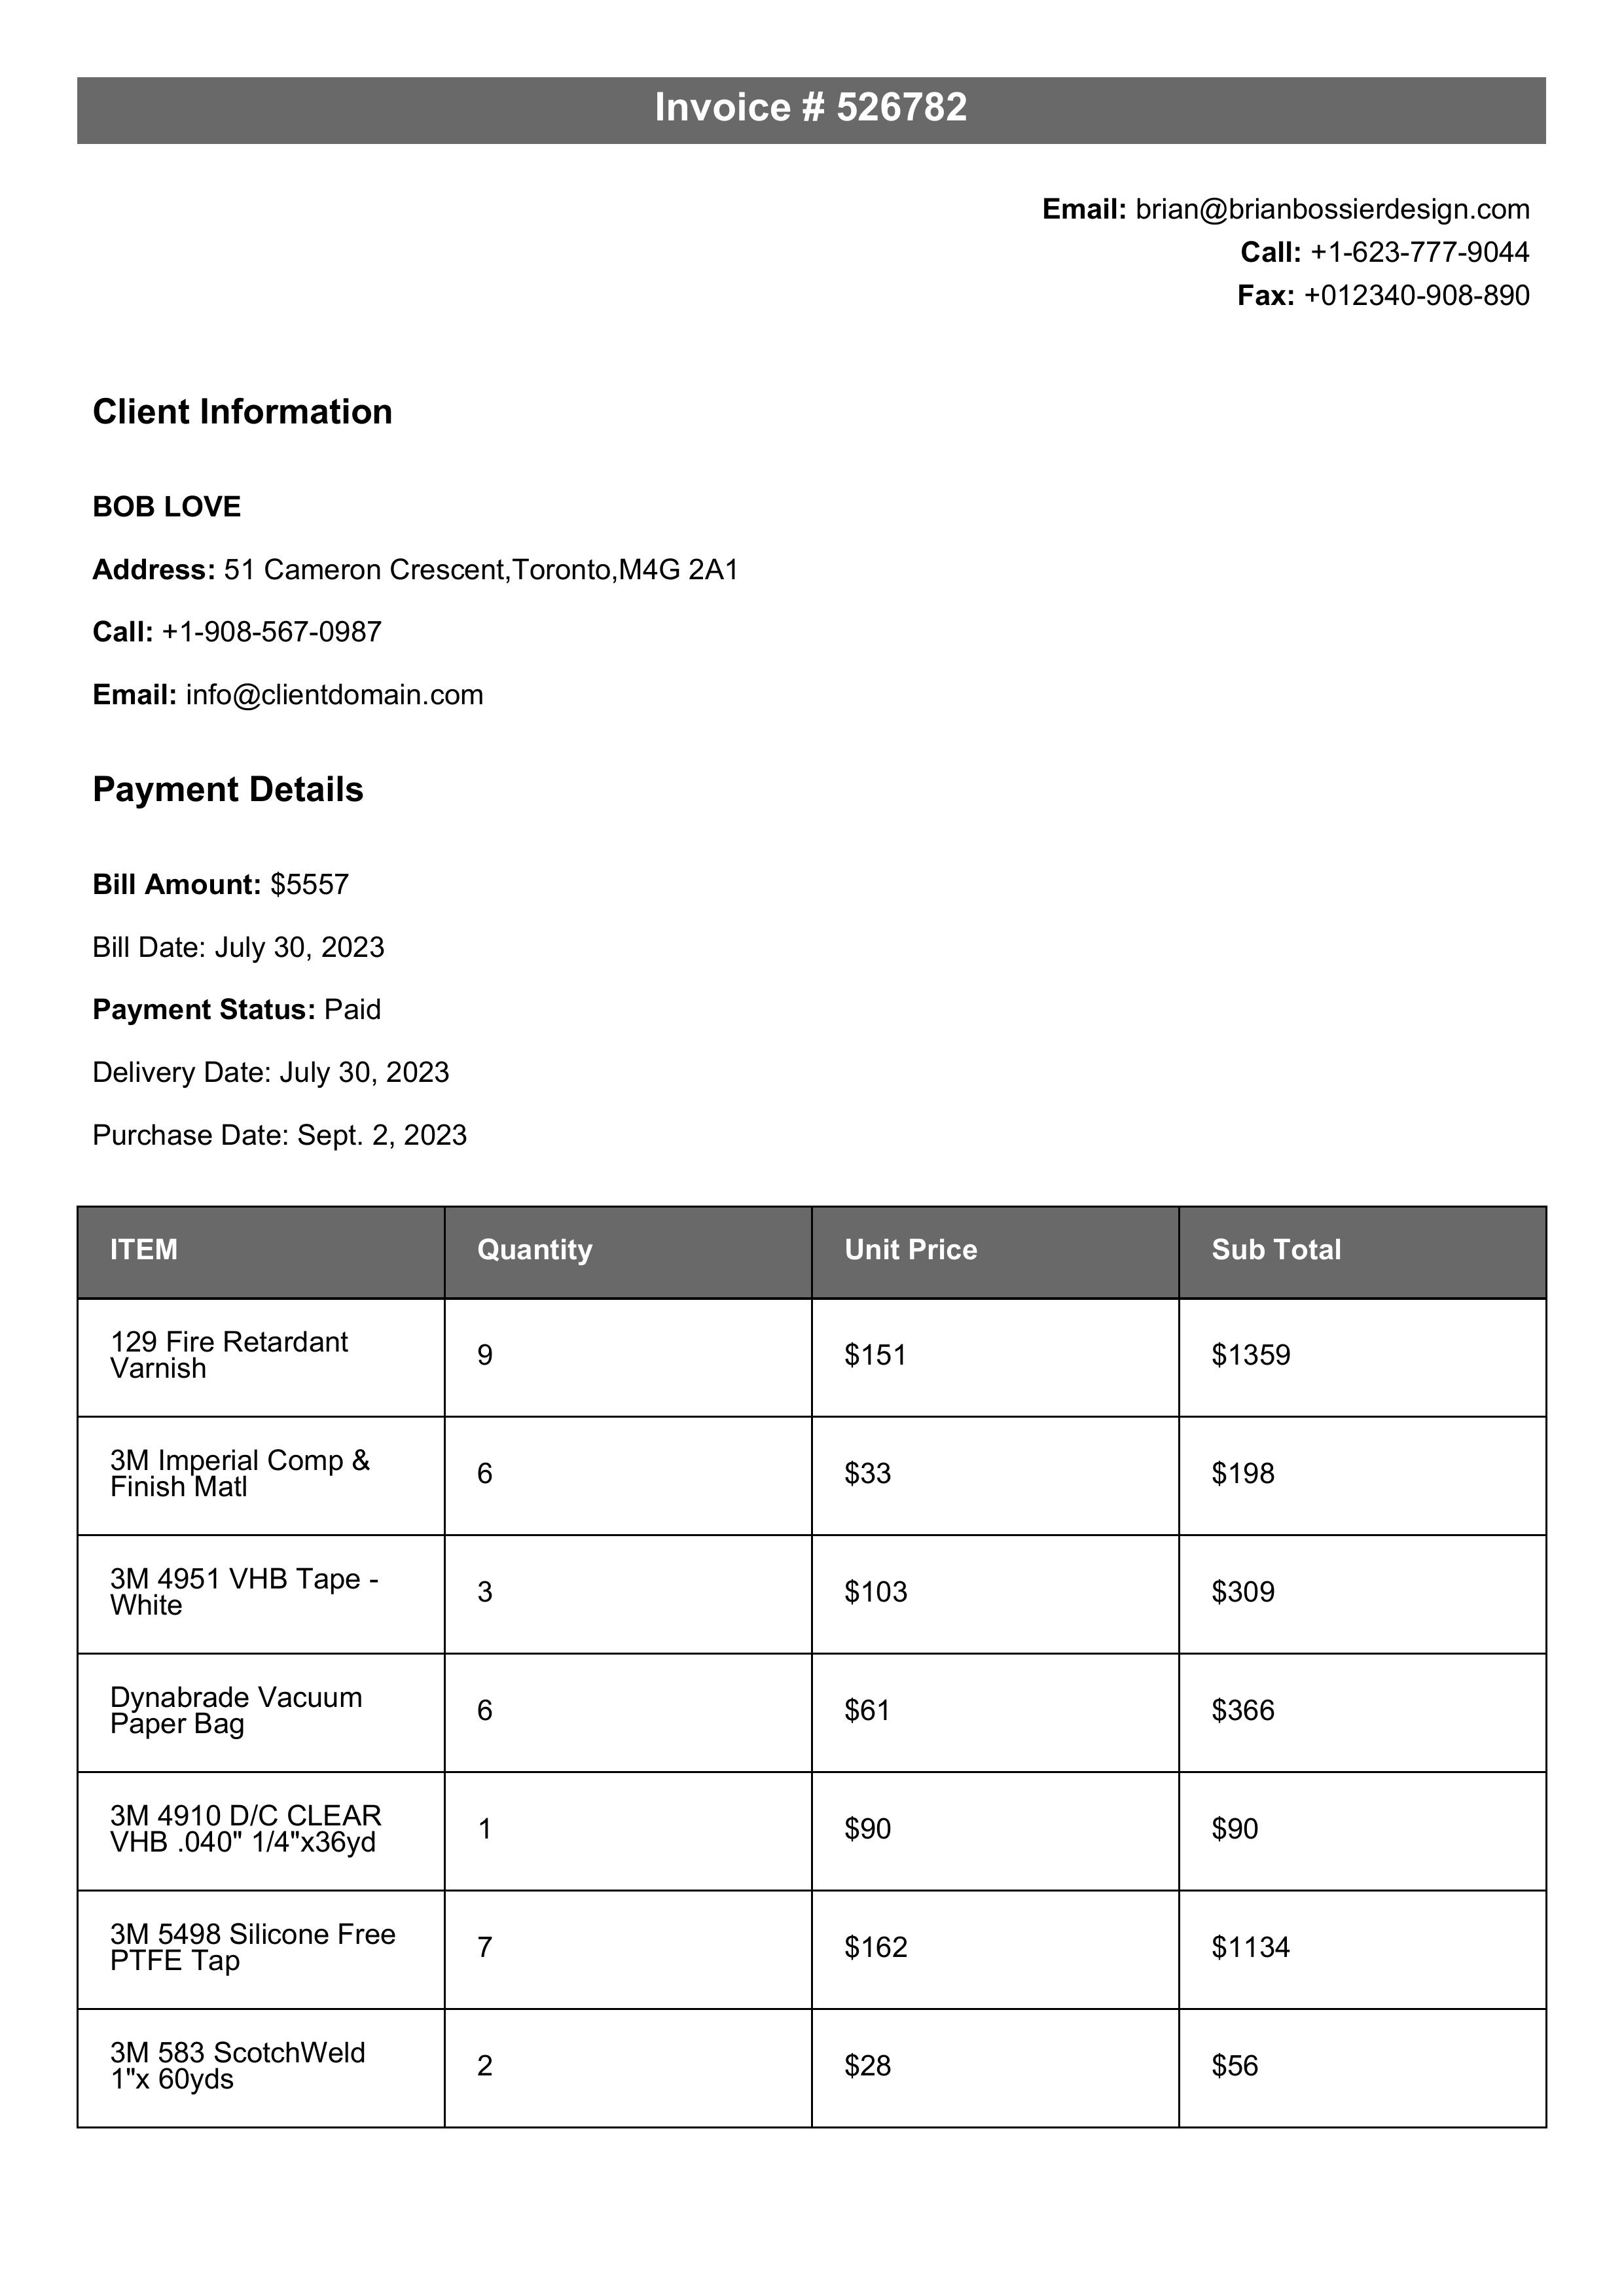 Invoice # 526782
Email: brian@brianbossierdesign.com
Call: +1-623-777-9044
Fax: +012340-908-890
Client Information
BOB LOVE
Address: 51 Cameron Crescent,Toronto,M4G 2A1
Call: +1-908-567-0987
Email: info@clientdomain.com
Payment Details
Bill Amount: $5557
Bill Date: July 30, 2023
Payment Status: Paid
Delivery Date: July 30, 2023
Purchase Date: Sept. 2, 2023
ITEM Quantity Unit Price Sub Total
129 Fire Retardant
Varnish 9 $151 $1359
3M Imperial Comp &
Finish Matl 6 $33 $198
3M 4951 VHB Tape -
White 3 $103 $309
Dynabrade Vacuum
Paper Bag 6 $61 $366
3M 4910 D/C CLEAR
VHB .040" 1/4"x36yd 1 $90 $90
3M 5498 Silicone Free
PTFE Tap 7 $162 $1134
3M 583 ScotchWeld
1"x 60yds 2 $28 $56